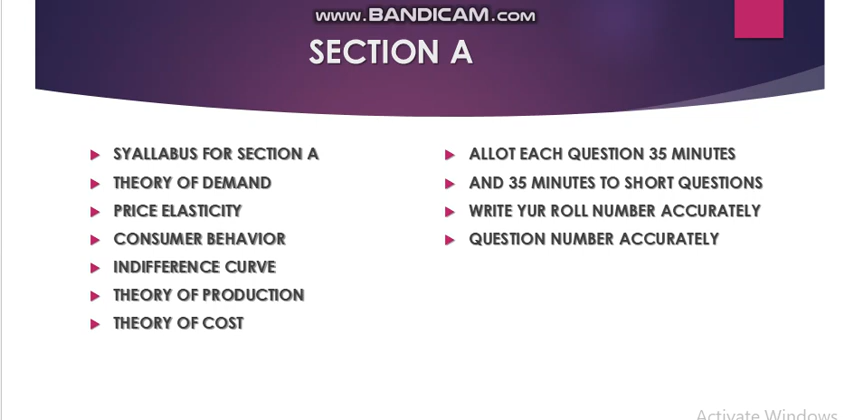 www.BANDICAM.com
SECTION A
SYALLABUS FOR SECTION A
THEORY OF DEMAND
PRICE ELASTICITY
CONSUMER BEHAVIOR
INDIFFERENCE CURVE
THEORY OF PRODUCTION
THEORY OF COST
ALLOT EACH QUESTION 35 MINUTES
AND 35 MINUTES TO SHORT QUESTIONS
WRITE YUR ROLL NUMBER ACCURATELY
QUESTION NUMBER ACCURATELY
Activate Windows